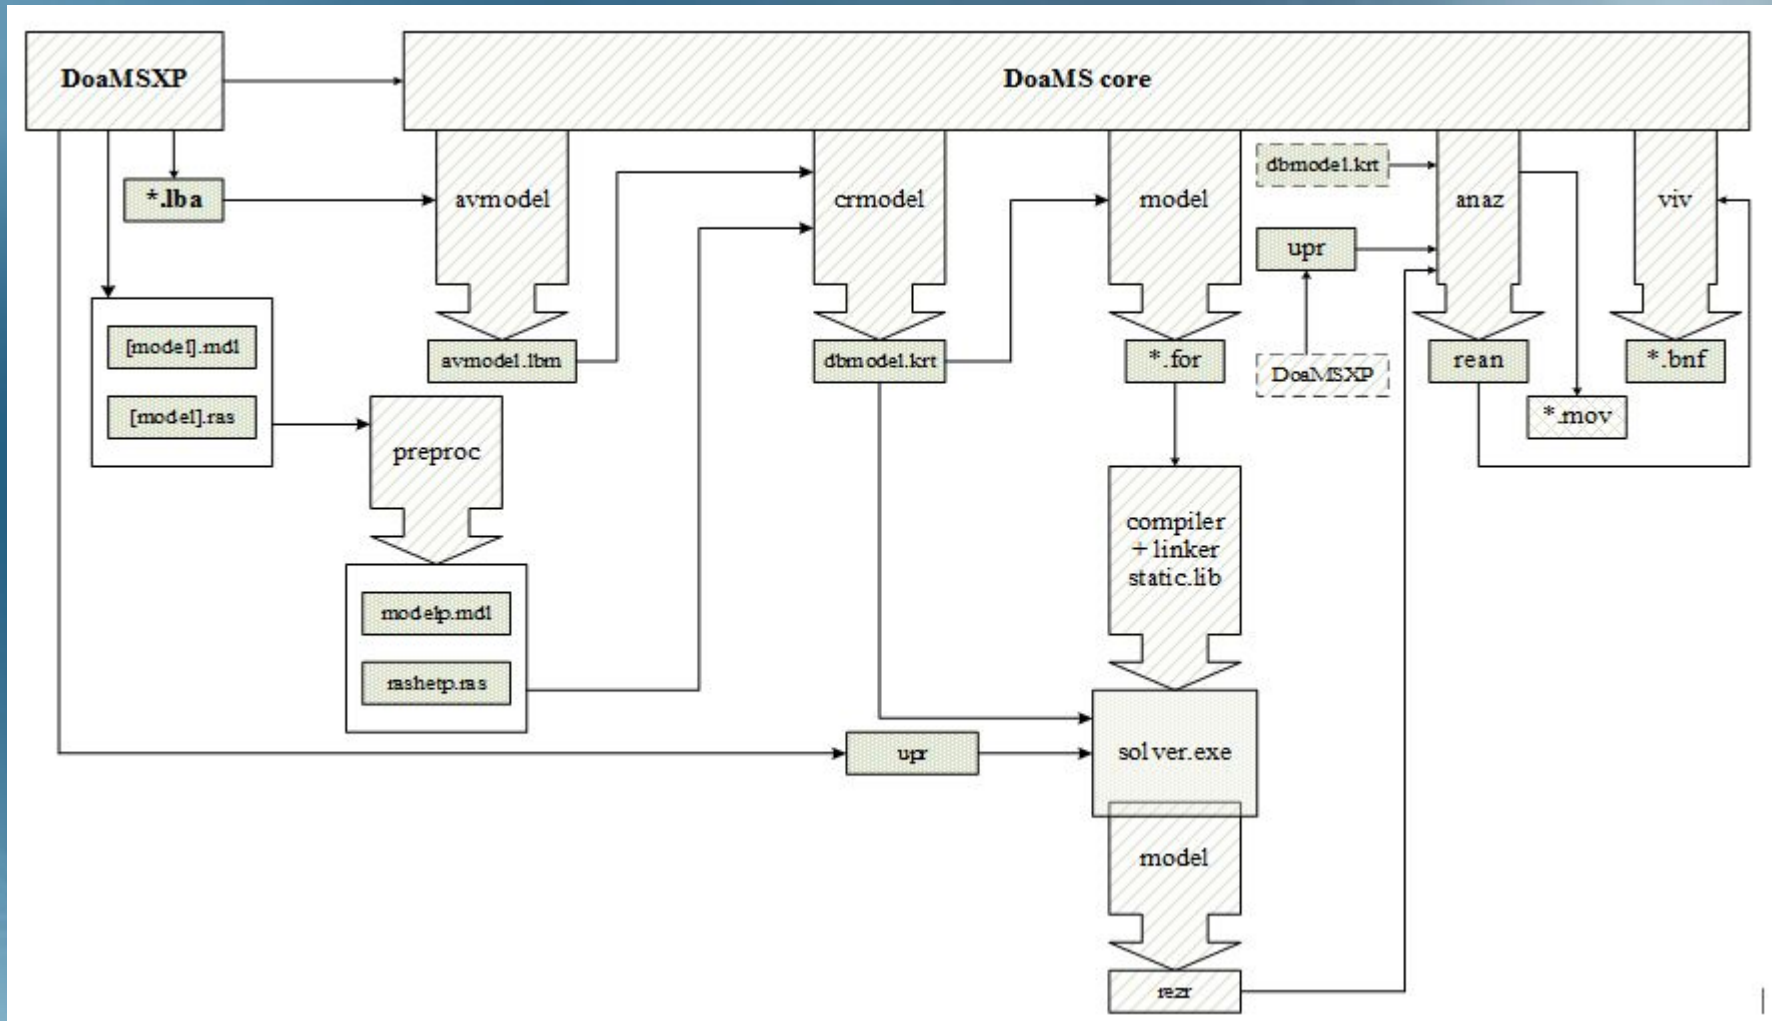 DoaMSXP
DoaMS core
*.lba
avmodel
crmodel
model
dbmodel.krt
anaz
viv
upr
[model].mdl
[model].ras
avmodel.lbm
dbmodel.krt
*.for
DoaMSXP
rean
*.bnf
*.mov
preproc
compiler
+ linker
static.lib
modelp.mdl
rashetp.ras
upr
solver.exe
model
rezr